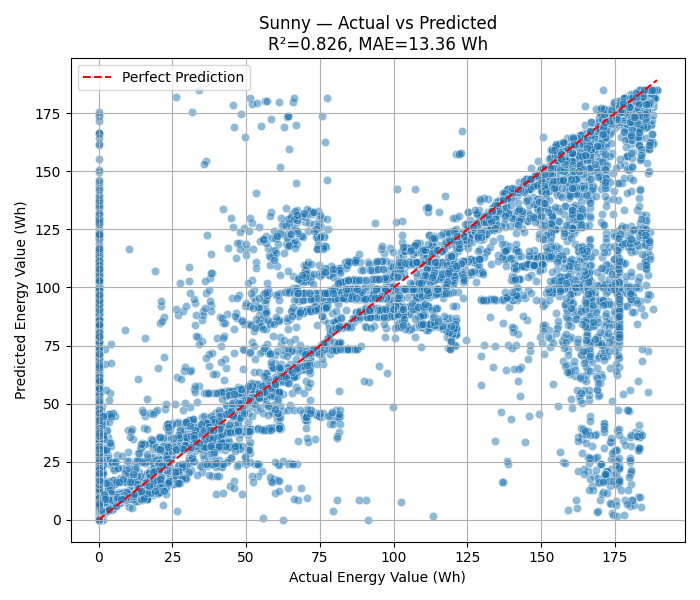 Sunny — Actual vs Predicted
R²=0.826, MAE=13.36 Wh
Perfect Prediction
Predicted Energy Value (Wh)
175
150
125
100
75
50
25
0
0 25 50 75 100 125 150 175
Actual Energy Value (Wh)